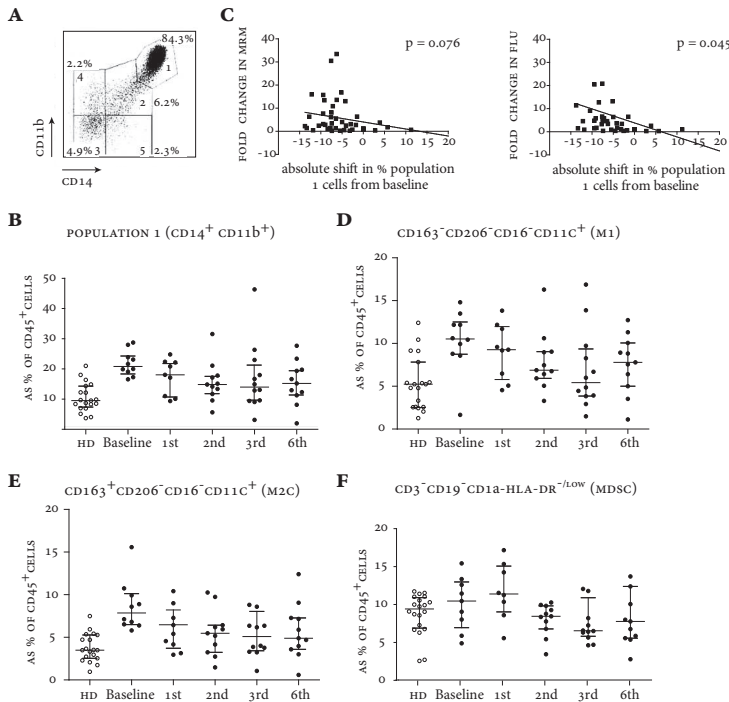 A
84.3%
2.2%
4
1
2
6.2%
4.9%
3
5
2.3%
CD11b
CD14
C
40
30
20
10
0
-10
FOLD CHANGE IN MRM
p = 0.076
-15
-10
-5
0
5
10
15
20
absolute shift in % population
1 cells from baseline
40
30
20
10
0
-10
FOLD CHANGE IN FLU
p = 0.045
-15
-10
-5
0
5
10
15
20
absolute shift in % population
1 cells from baseline
B
POPULATION 1 (CD14+ CD11b+)
AS % OF CD45+CELLS
50
40
30
20
10
HD Baseline 1st 2nd 3rd 6th
D
CD163-CD206-CD16-CD11C+ (M1)
AS % OF CD45+CELLS
20
15
10
5
0
HD Baseline 1st 2nd 3rd 6th
E
CD163+CD206-CD16-CD11C+ (M2C)
AS % OF CD45+CELLS
20
15
10
5
0
HD Baseline 1st 2nd 3rd 6th
F
CD3-CD19-CD1a-HLA-DR-/LOW (MDSC)
AS % OF CD45+CELLS
20
15
10
5
0
HD Baseline 1st 2nd 3rd 6th